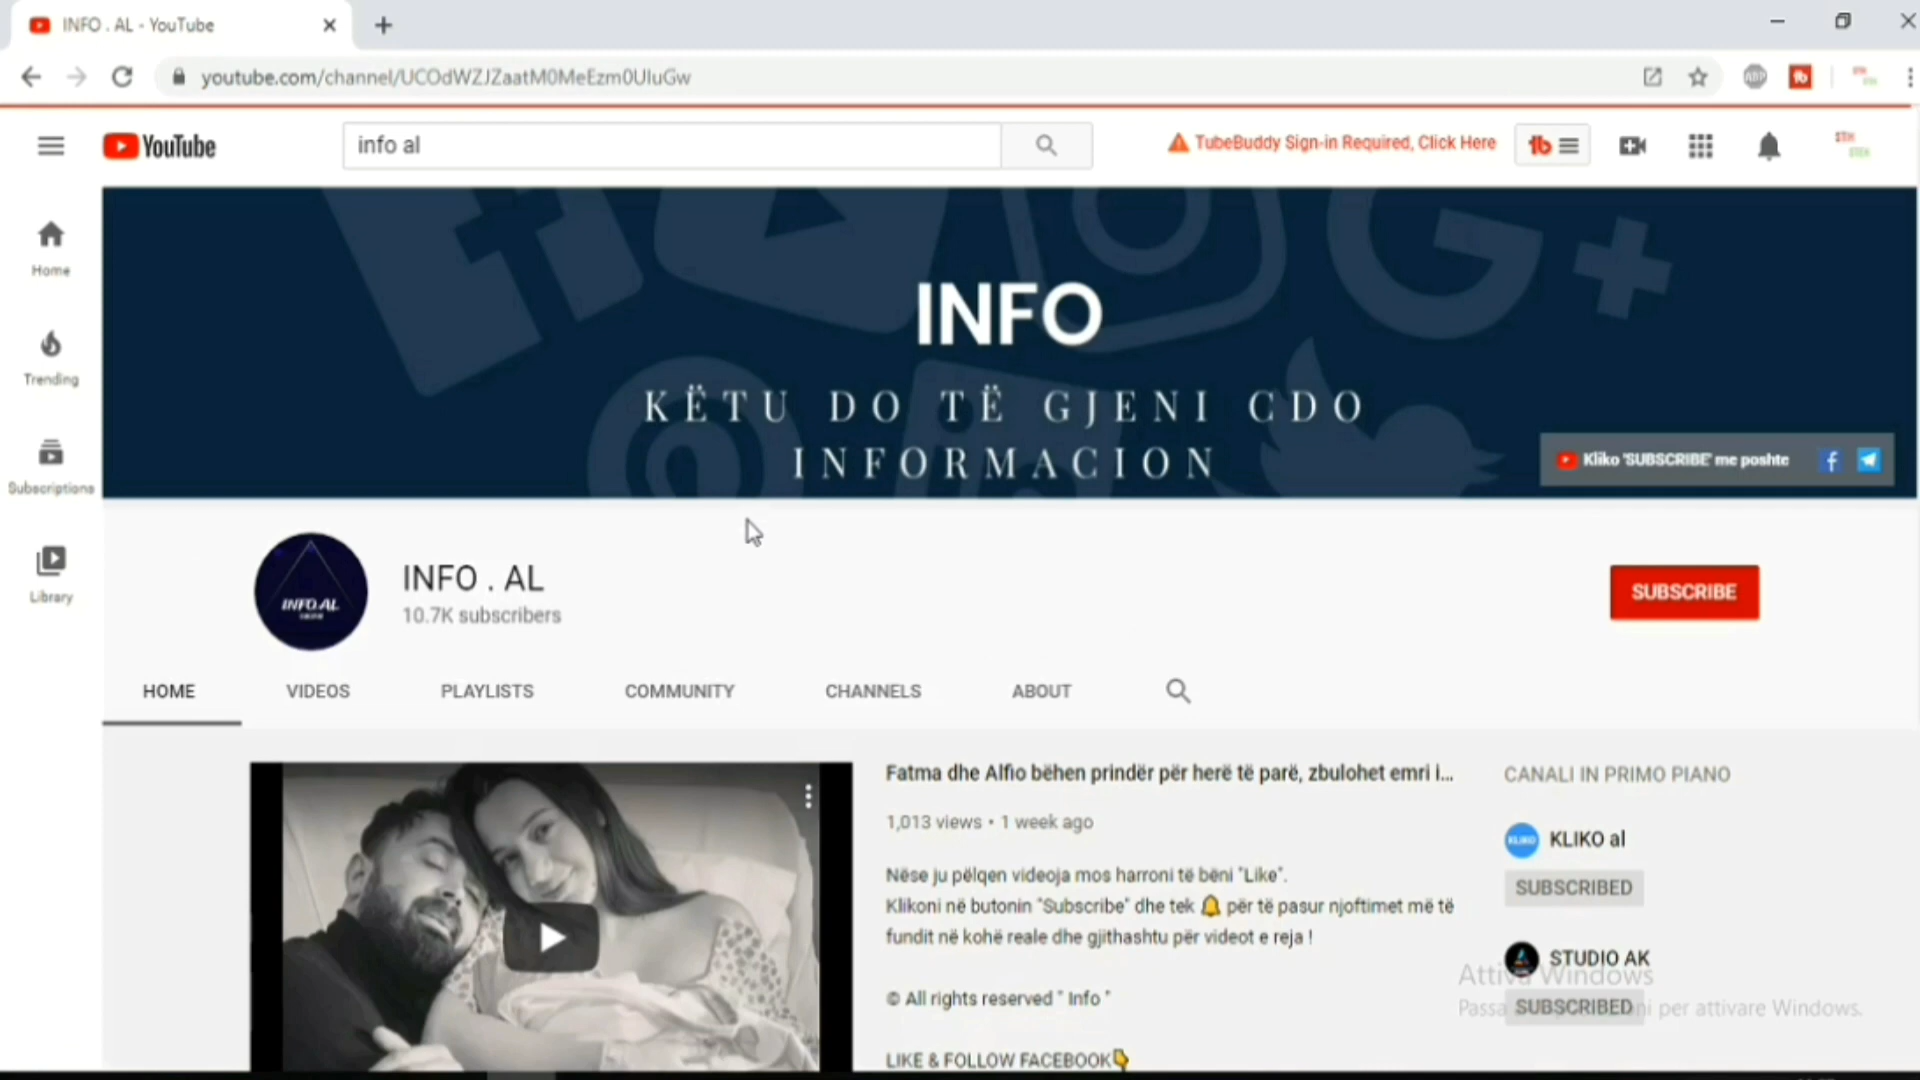 INFO . AL - YouTube
youtube.com/channel/UCOdWZJZaatM0MeEzm0UIuGw
YouTube
info al
TubeBuddy Sign-in Required, Click Here
Home
Trending
Subscriptions
Library
INFO
KËTU DO TË GJENI CDO
INFORMACION
Kliko 'SUBSCRIBE' me poshte
INFO.AL
INFO . AL
10.7K subscribers
SUBSCRIBE
HOME
VIDEOS
PLAYLISTS
COMMUNITY
CHANNELS
ABOUT
Fatma dhe Alfio bëhen prindër për herë të parë, zbulohet emri i...
1,013 views • 1 week ago
Nëse ju pëlqen videoja mos harroni të bëni "Like".
Klikoni në butonin "Subscribe" dhe tek 🔔 për të pasur njoftimet më të
fundit në kohë reale dhe gjithashtu për videot e reja !
© All rights reserved " Info "
LIKE & FOLLOW FACEBOOK👇
CANALI IN PRIMO PIANO
KLIKO al
SUBSCRIBED
STUDIO AK
SUBSCRIBED
Windows
Passa
per attivare Windows.